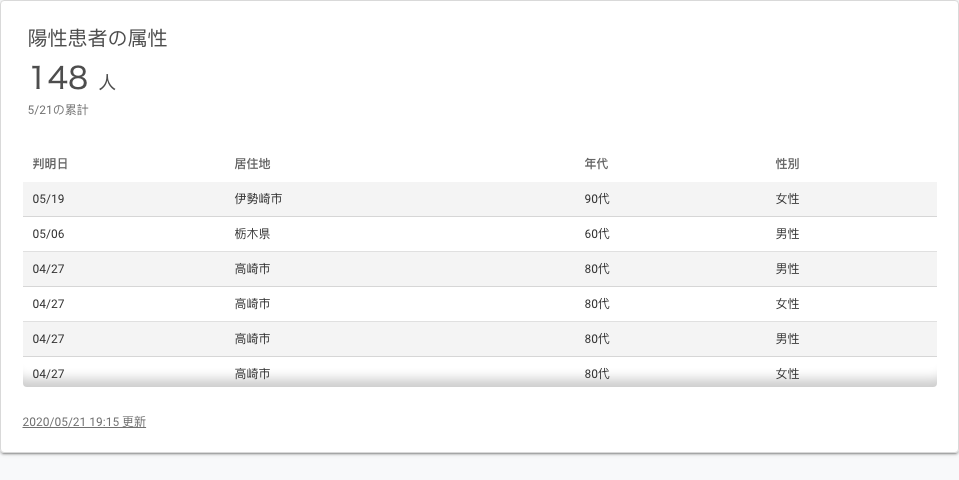 陽性患者の属性
148 人
5/21の累計
判明日 居住地 年代 性別
05/19 伊勢崎市 90代 女性
05/06 栃木県 60代 男性
04/27 高崎市 80代 男性
04/27 高崎市 80代 女性
04/27 高崎市 80代 男性
04/27 高崎市 80代 女性
2020/05/21 19:15 更新